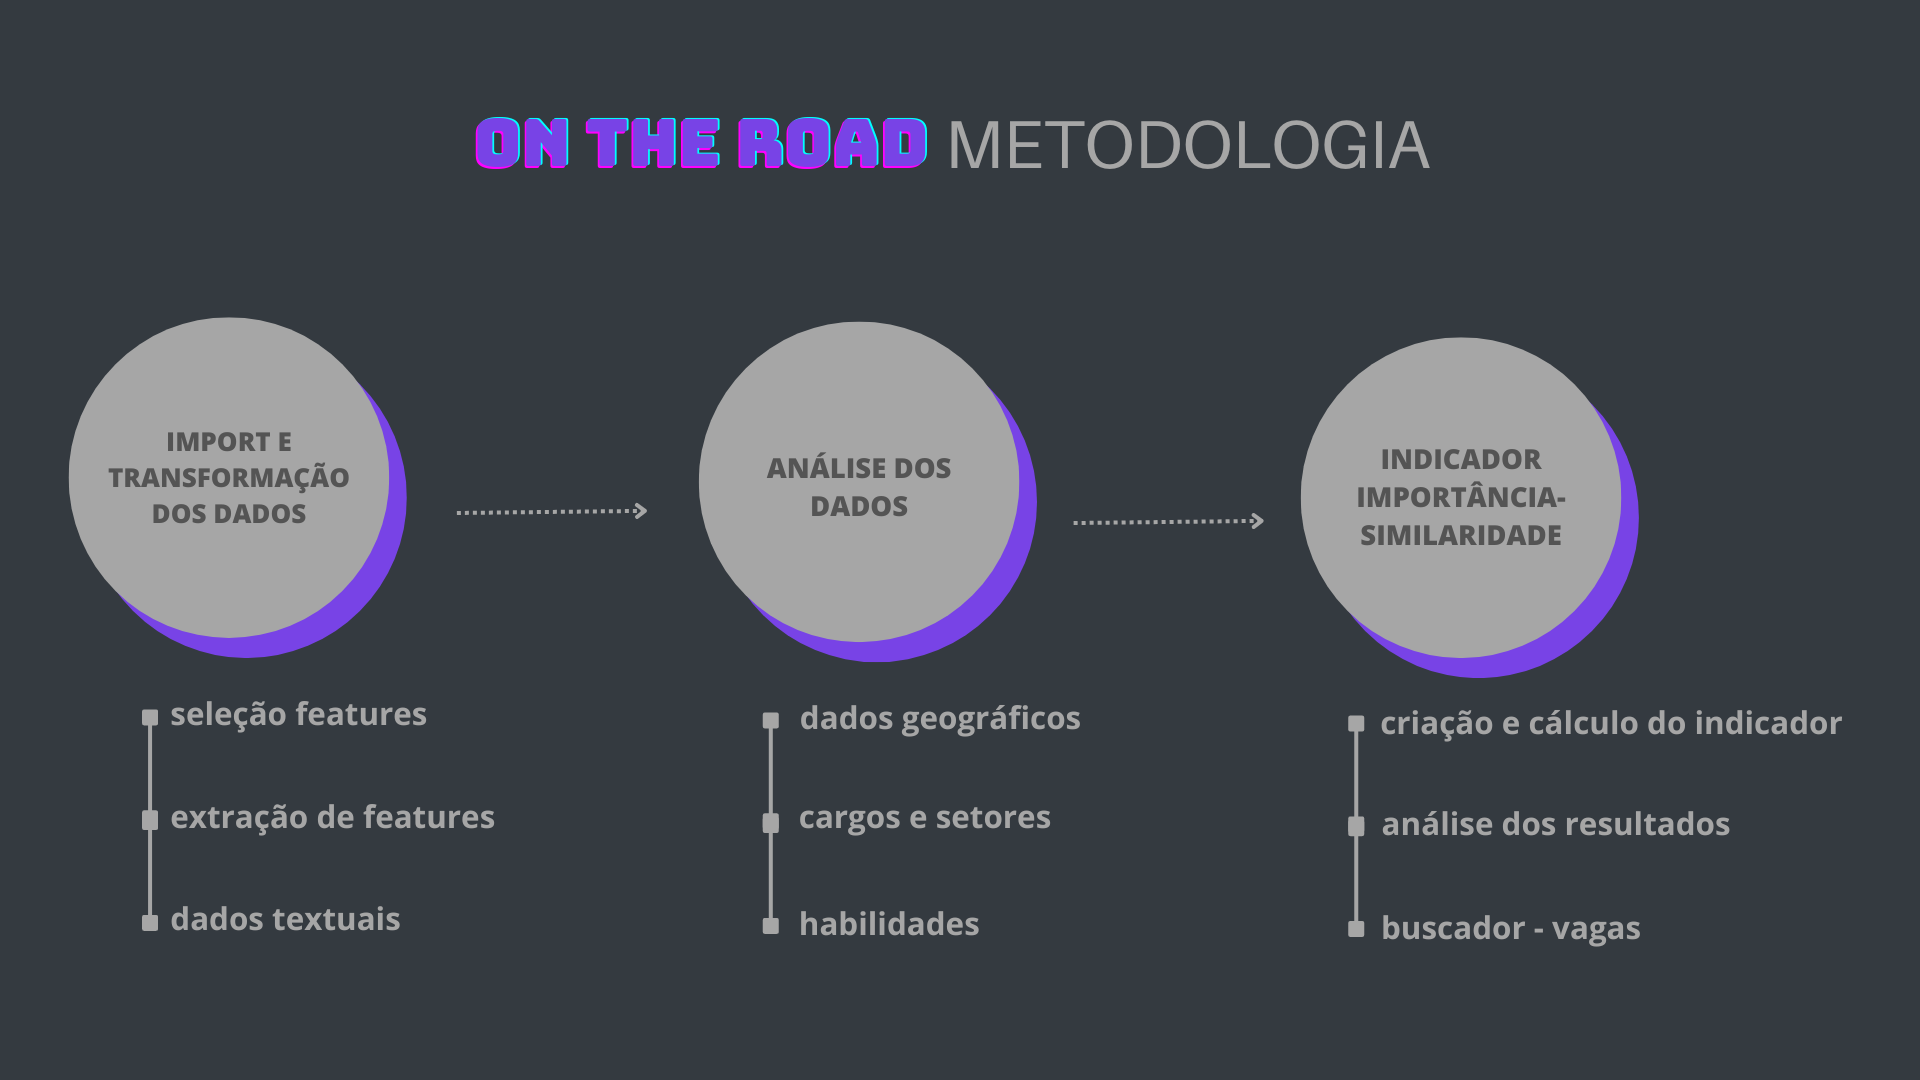 ON THE ROAD METODOLOGIA
IMPORT E
TRANSFORMAÇÃO
DOS DADOS
seleção features
extração de features
dados textuais
ANÁLISE DOS
DADOS
dados geográficos
cargos e setores
habilidades
INDICADOR
IMPORTÂNCIA-
SIMILARIDADE
criação e cálculo do indicador
análise dos resultados
buscador - vagas